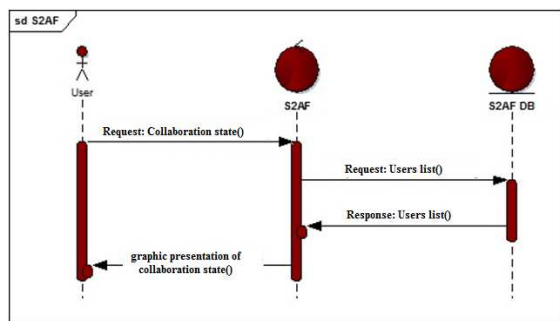 sd S2AF
User
S2AF
S2AF DB
Request: Collaboration state()
Request: Users list()
Response: Users list()
graphic presentation of
collaboration state()